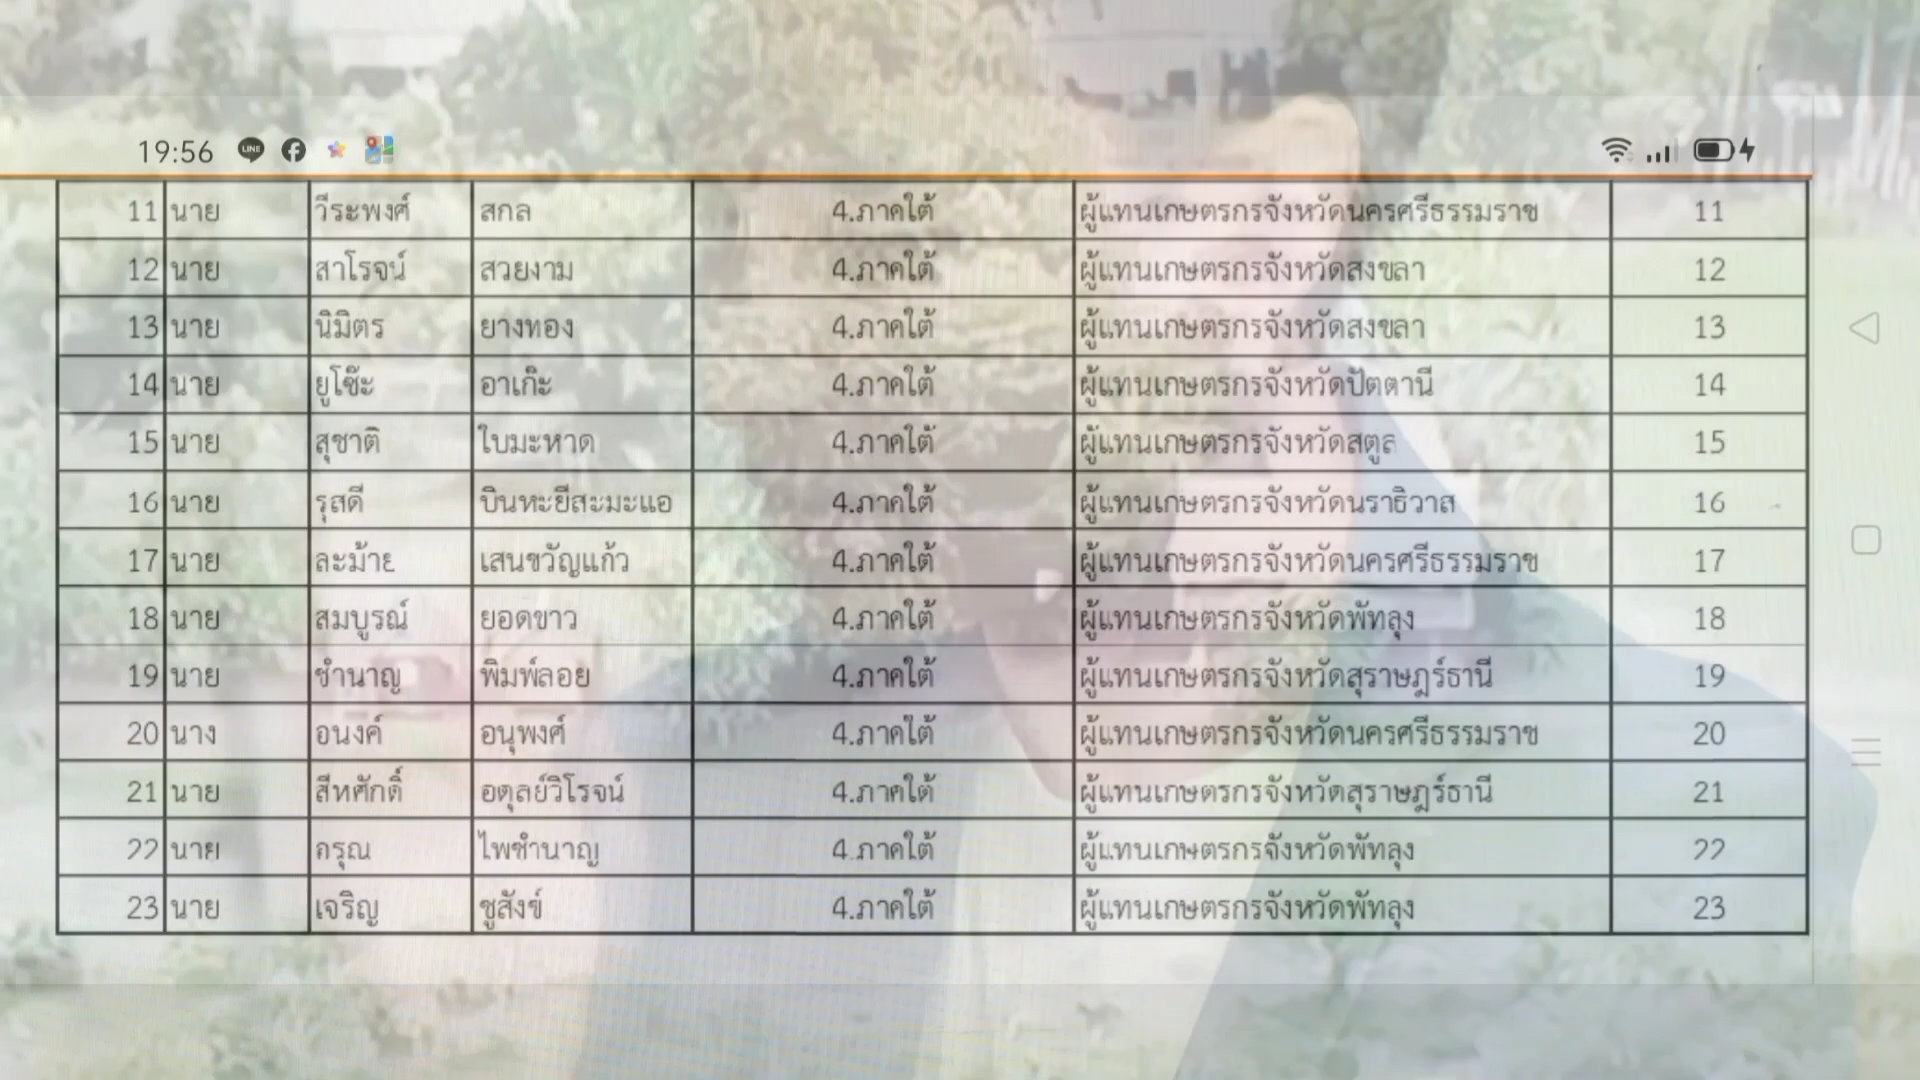 19:56 LINE
11 นาย วีระพงศ์ สกล 4.ภาคใต้ ผู้แทนเกษตรกรจังหวัดนครศรีธรรมราช 11
12 นาย สาโรจน์ สวยงาม 4.ภาคใต้ ผู้แทนเกษตรกรจังหวัดสงขลา 12
13 นาย นิมิตร ยางทอง 4.ภาคใต้ ผู้แทนเกษตรกรจังหวัดสงขลา 13
14 นาย ยูโซ๊ะ อาเก๊ะ 4.ภาคใต้ ผู้แทนเกษตรกรจังหวัดปัตตานี 14
15 นาย สุชาติ ใบมะหาด 4.ภาคใต้ ผู้แทนเกษตรกรจังหวัดสตูล 15
16 นาย รุสดี บินหะยีสะมะแอ 4.ภาคใต้ ผู้แทนเกษตรกรจังหวัดนราธิวาส 16
17 นาย ละม้าย เสนขวัญแก้ว 4.ภาคใต้ ผู้แทนเกษตรกรจังหวัดนครศรีธรรมราช 17
18 นาย สมบูรณ์ ยอดขาว 4.ภาคใต้ ผู้แทนเกษตรกรจังหวัดพัทลุง 18
19 นาย ชำนาญ พิมพ์ลอย 4.ภาคใต้ ผู้แทนเกษตรกรจังหวัดสุราษฎร์ธานี 19
20 นาง อนงค์ อนุพงศ์ 4.ภาคใต้ ผู้แทนเกษตรกรจังหวัดนครศรีธรรมราช 20
21 นาย สีหศักดิ์ อดุลย์วิโรจน์ 4.ภาคใต้ ผู้แทนเกษตรกรจังหวัดสุราษฎร์ธานี 21
22 นาย กรุณ ไพชำนาญ 4.ภาคใต้ ผู้แทนเกษตรกรจังหวัดพัทลุง 22
23 นาย เจริญ ชูสังข์ 4.ภาคใต้ ผู้แทนเกษตรกรจังหวัดพัทลุง 23